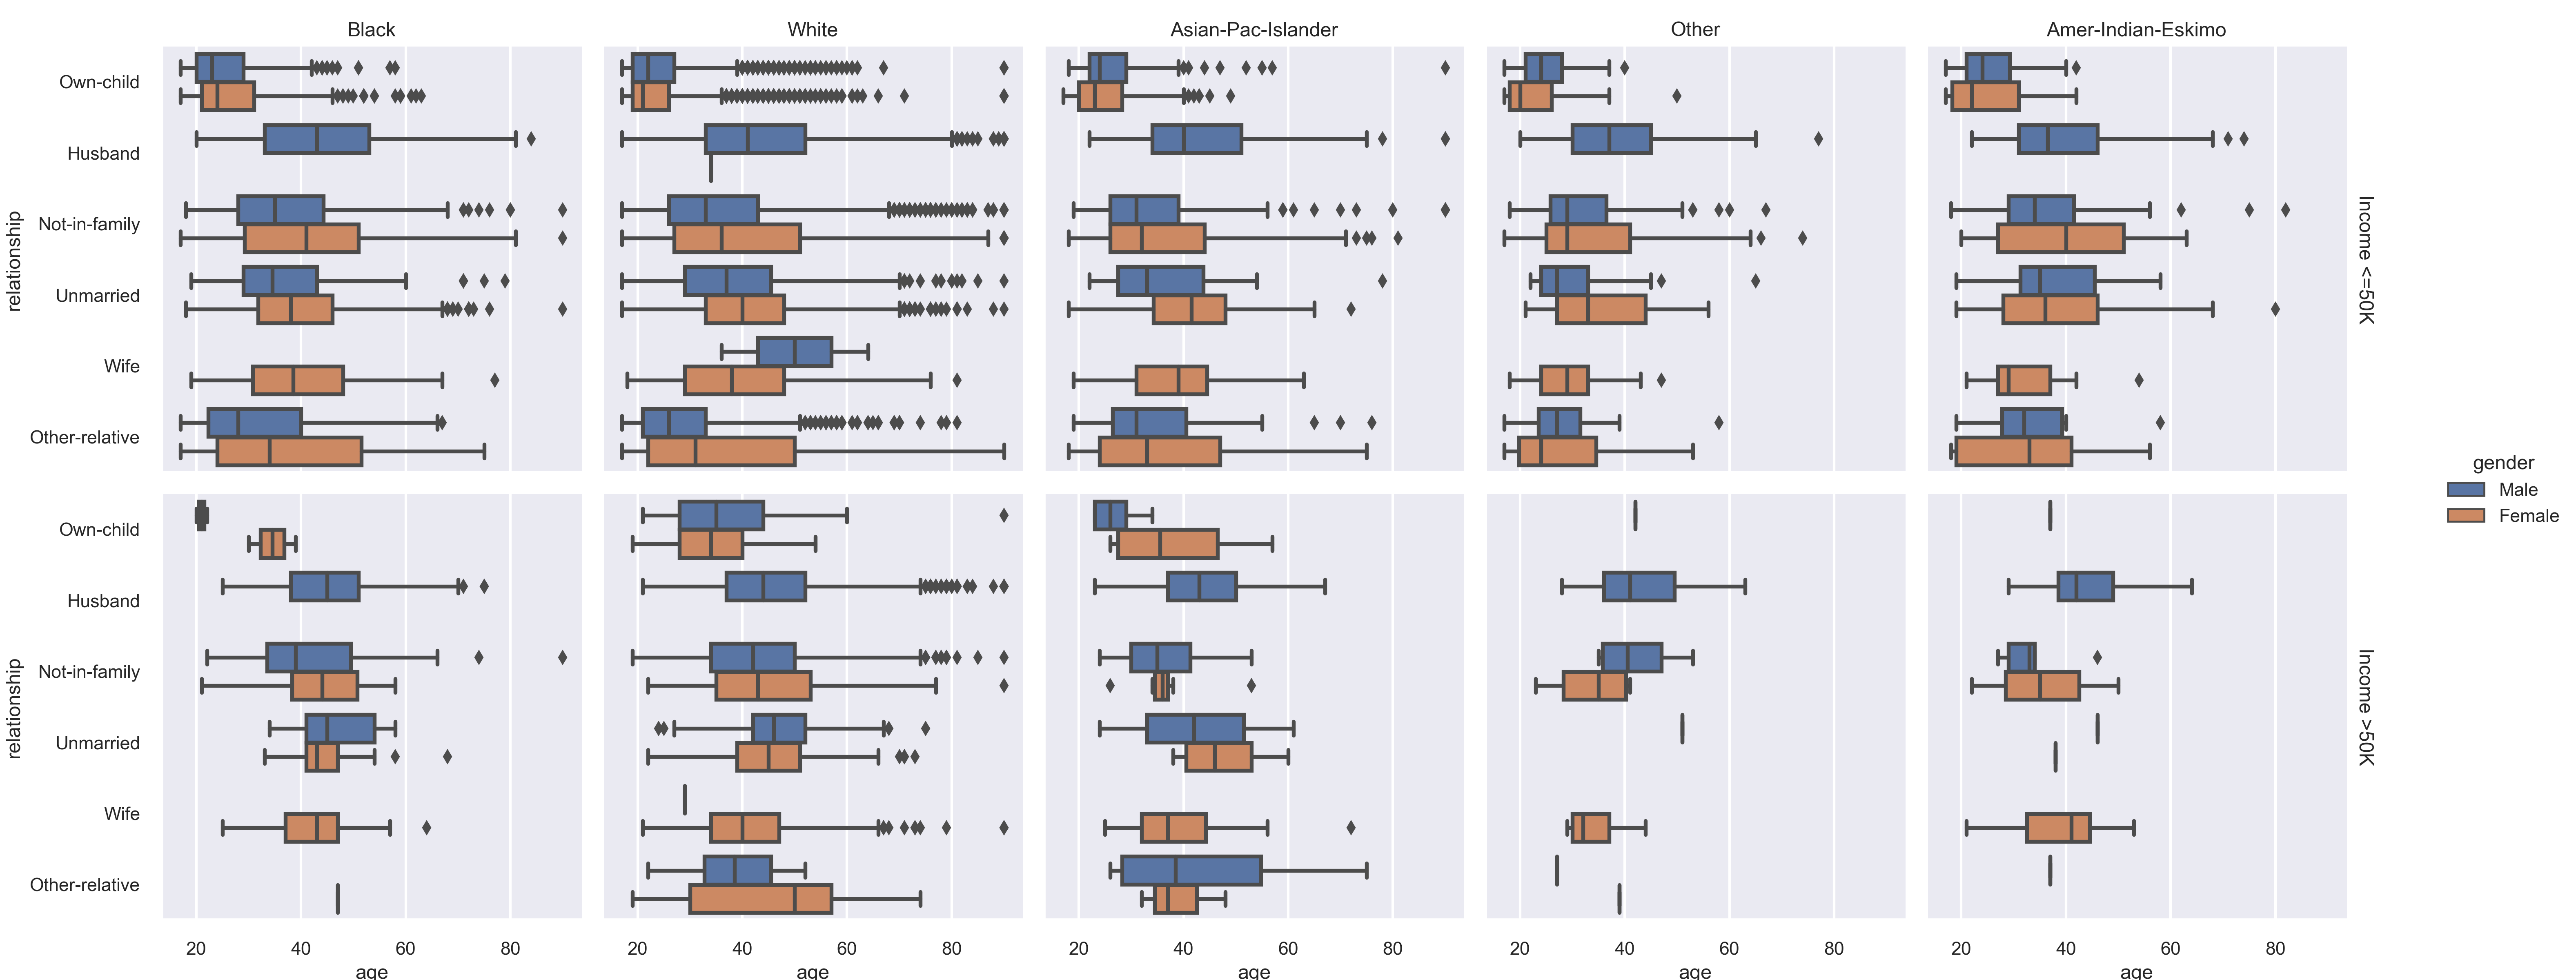 Black White Asian-Pac-Islander Other Amer-Indian-Eskimo
Own-child
Husband
Not-in-family
Unmarried
Wife
Other-relative
relationship
Income <=50K
gender
Male
Female
Own-child
Husband
Not-in-family
Unmarried
Wife
Other-relative
relationship
Income >50K
20 40 60 80 20 40 60 80 20 40 60 80 20 40 60 80 20 40 60 80
age age age age age